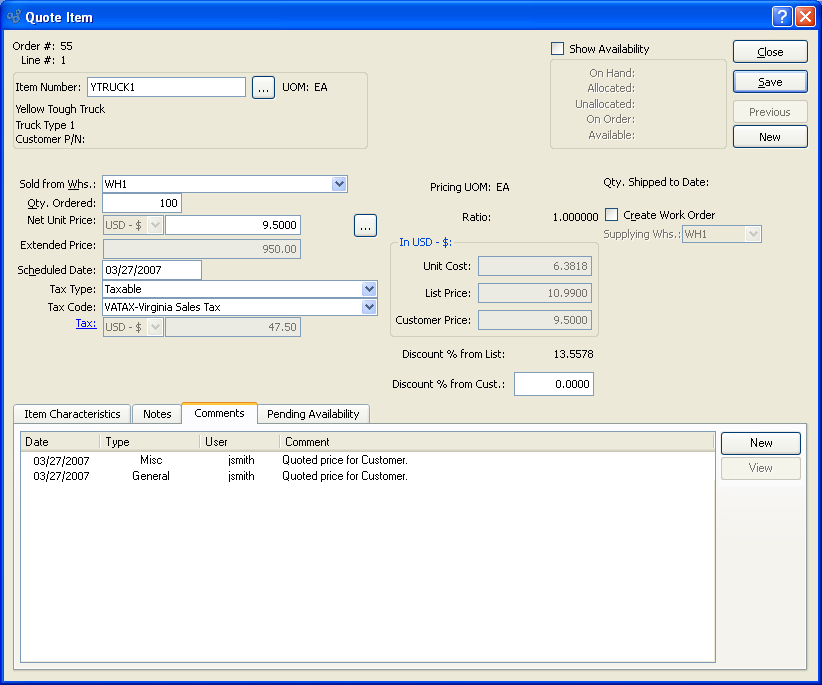 Quote Item
Order #: 55
Line #: 1
Show Availability
Close
Item Number: YTRUCK1 ... UOM: EA
On Hand:
Save
Allocated:
Yellow Tough Truck
Unallocated:
Previous
Truck Type 1
On Order:
Customer P/N:
Available:
New
Sold from Whs.: WH1
Pricing UOM: EA
Qty. Shipped to Date:
Qty. Ordered: 100
Net Unit Price: USD - $ 9.5000 ...
Ratio: 1.000000
Create Work Order
Extended Price: 950.00
In USD - $:
Supplying Whs.: WH1
Scheduled Date: 03/27/2007
Unit Cost: 6.3818
Tax Type: Taxable
List Price: 10.9900
Tax Code: VATAX-Virginia Sales Tax
Tax: USD - $ 47.50
Customer Price: 9.5000
Discount % from List: 13.5578
Discount % from Cust.: 0.0000
Item Characteristics Notes Comments Pending Availability
Date Type User Comment
New
03/27/2007 Misc jsmith Quoted price for Customer.
View
03/27/2007 General jsmith Quoted price for Customer.